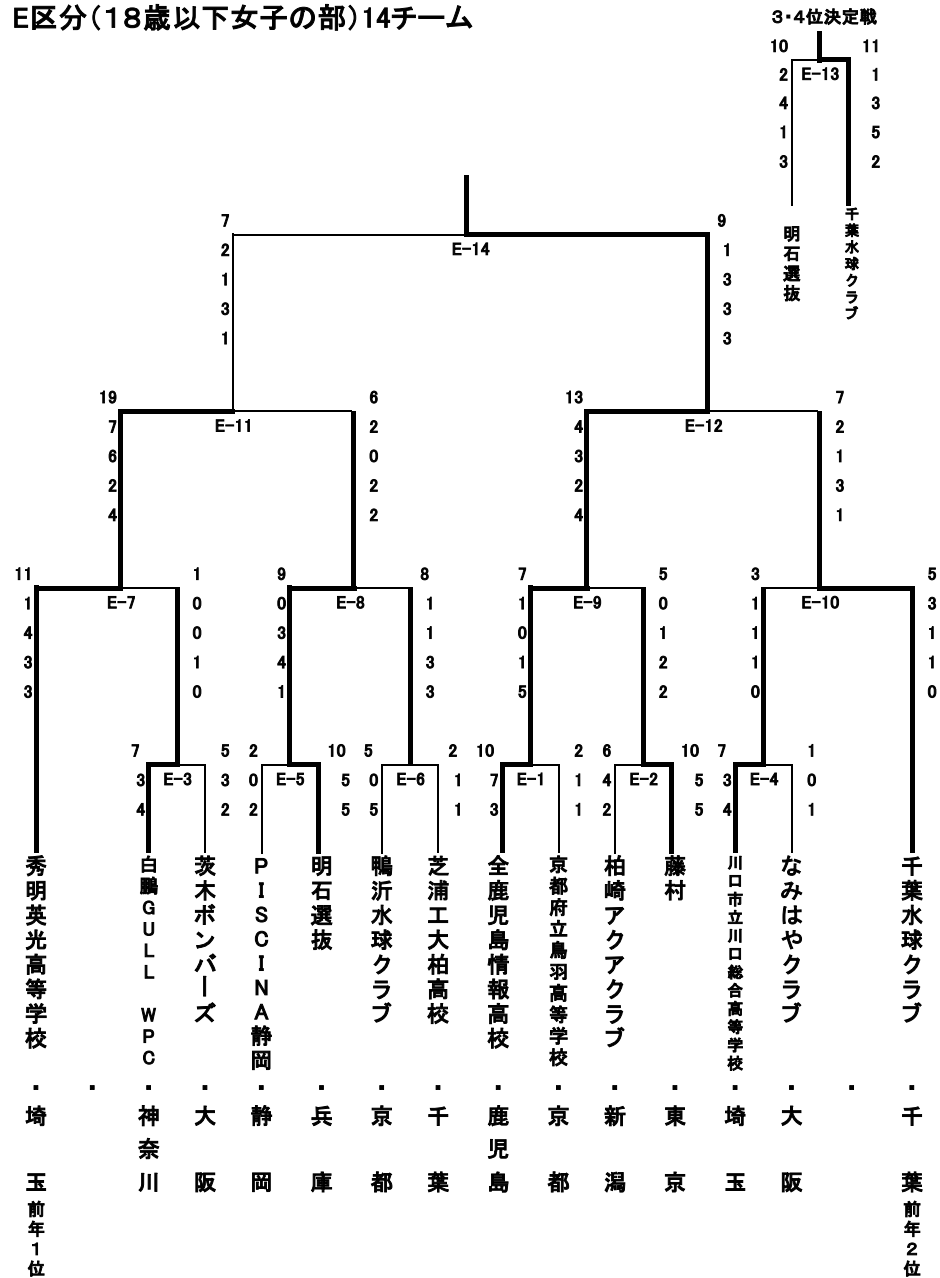 E区分（１８歳以下女子の部）14チーム
３・４位決定戦
10 11
2 E-13 1
4 3
1 5
3 2
明石選抜
千葉水球クラブ
7 9
E-14
2 1
1 3
3 3
1 3
19 6 13 7
7 E-11 2 4 E-12 2
6 0 3 1
2 2 2 3
4 2 4 1
11 1 9 8 7 5 3 5
1 E-7 0 0 E-8 1 1 E-9 0 1 E-10 3
4 0 3 1 0 1 1 1
3 1 4 3 1 2 1 1
3 0 1 3 5 2 0 0
7 5 2 10 5 2 10 2 6 10 7 1
3 E-3 3 0 E-5 5 0 E-6 1 7 E-1 1 4 E-2 5 3 E-4 0
4 2 2 5 5 1 3 1 2 5 4 1
秀明英光高等学校
白鵬GULL WPC
茨木ボンバーズ
PISCINA静岡
明石選抜
鴨沂水球クラブ
芝浦工大柏高校
全鹿児島情報高校
京都府立鳥羽高等学校
柏崎アクアクラブ
藤村
川口市立川口総合高等学校
なみはやクラブ
千葉水球クラブ
・ ・ ・ ・ ・ ・ ・ ・ ・ ・ ・ ・ ・ ・ ・ ・
埼玉
神奈川
大阪
静岡
兵庫
京都
千葉
鹿児島
京都
新潟
東京
埼玉
大阪
千葉
前年１位
前年２位